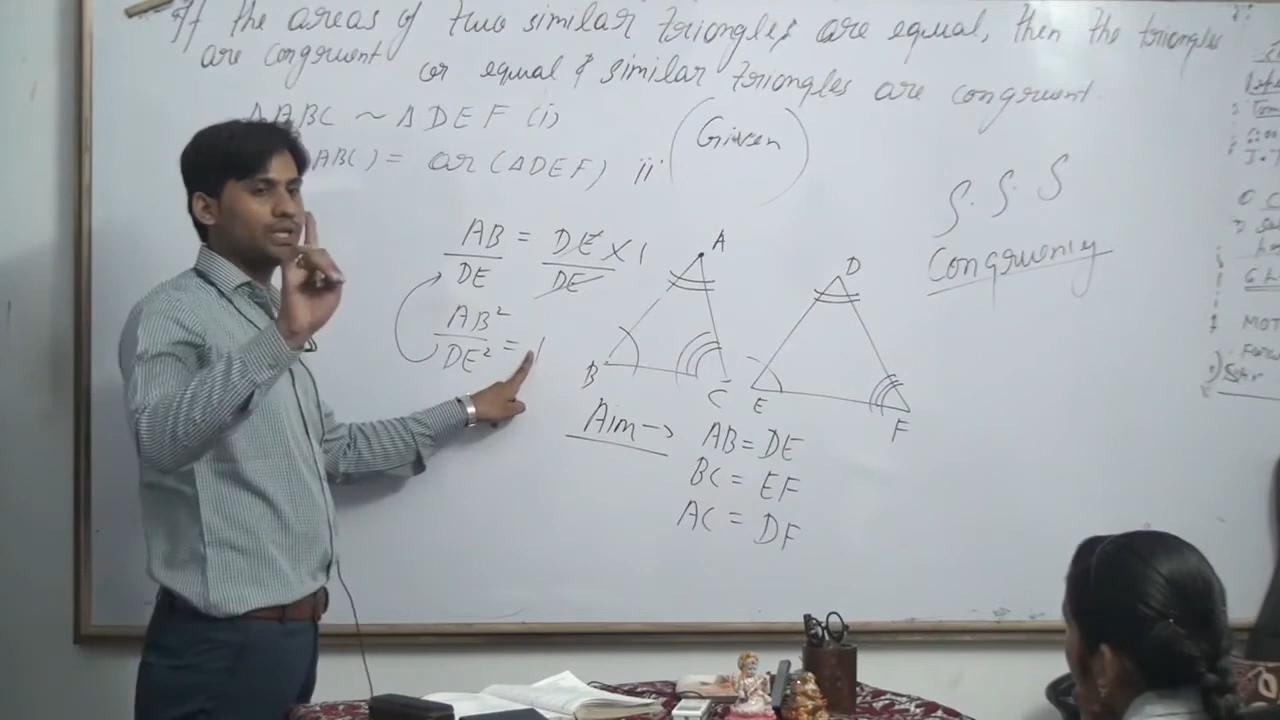 If the areas of two similar triangles are equal, then the triangles
are congruent or equal & similar triangles are congruent.
ΔABC ~ ΔDEF (i)
ABC) = ar(ΔDEF) ii (Given)
S.S.S
Congruency
AB/DE = DE/DE × 1
AB²/DE² = 1
A
B
C
D
E
F
Aim→ AB = DE
BC = EF
AC = DF
MOT